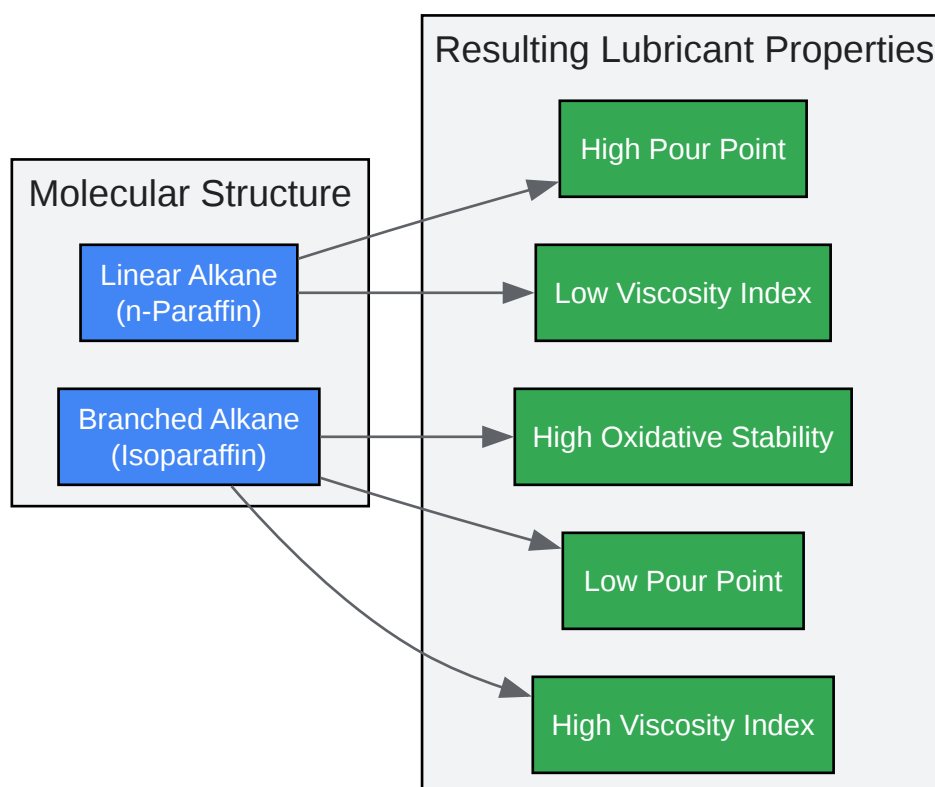 Molecular Structure
Linear Alkane
(n-Paraffin)
Branched Alkane
(Isoparaffin)
Resulting Lubricant Properties
High Pour Point
Low Viscosity Index
High Oxidative Stability
Low Pour Point
High Viscosity Index